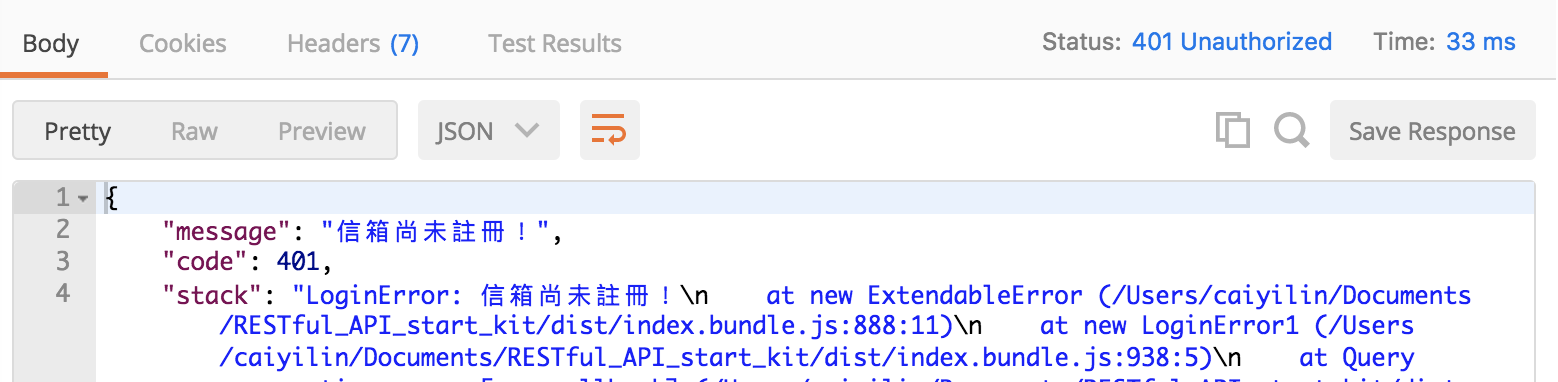 Body Cookies Headers (7) Test Results Status: 401 Unauthorized Time: 33 ms
Pretty Raw Preview JSON Save Response
1 {
2 "message": "信箱尚未註冊！",
3 "code": 401,
4 "stack": "LoginError: 信箱尚未註冊！\n    at new ExtendableError (/Users/caiyilin/Documents
/RESTful_API_start_kit/dist/index.bundle.js:888:11)\n    at new LoginError1 (/Users
/caiyilin/Documents/RESTful_API_start_kit/dist/index.bundle.js:938:5)\n    at Query